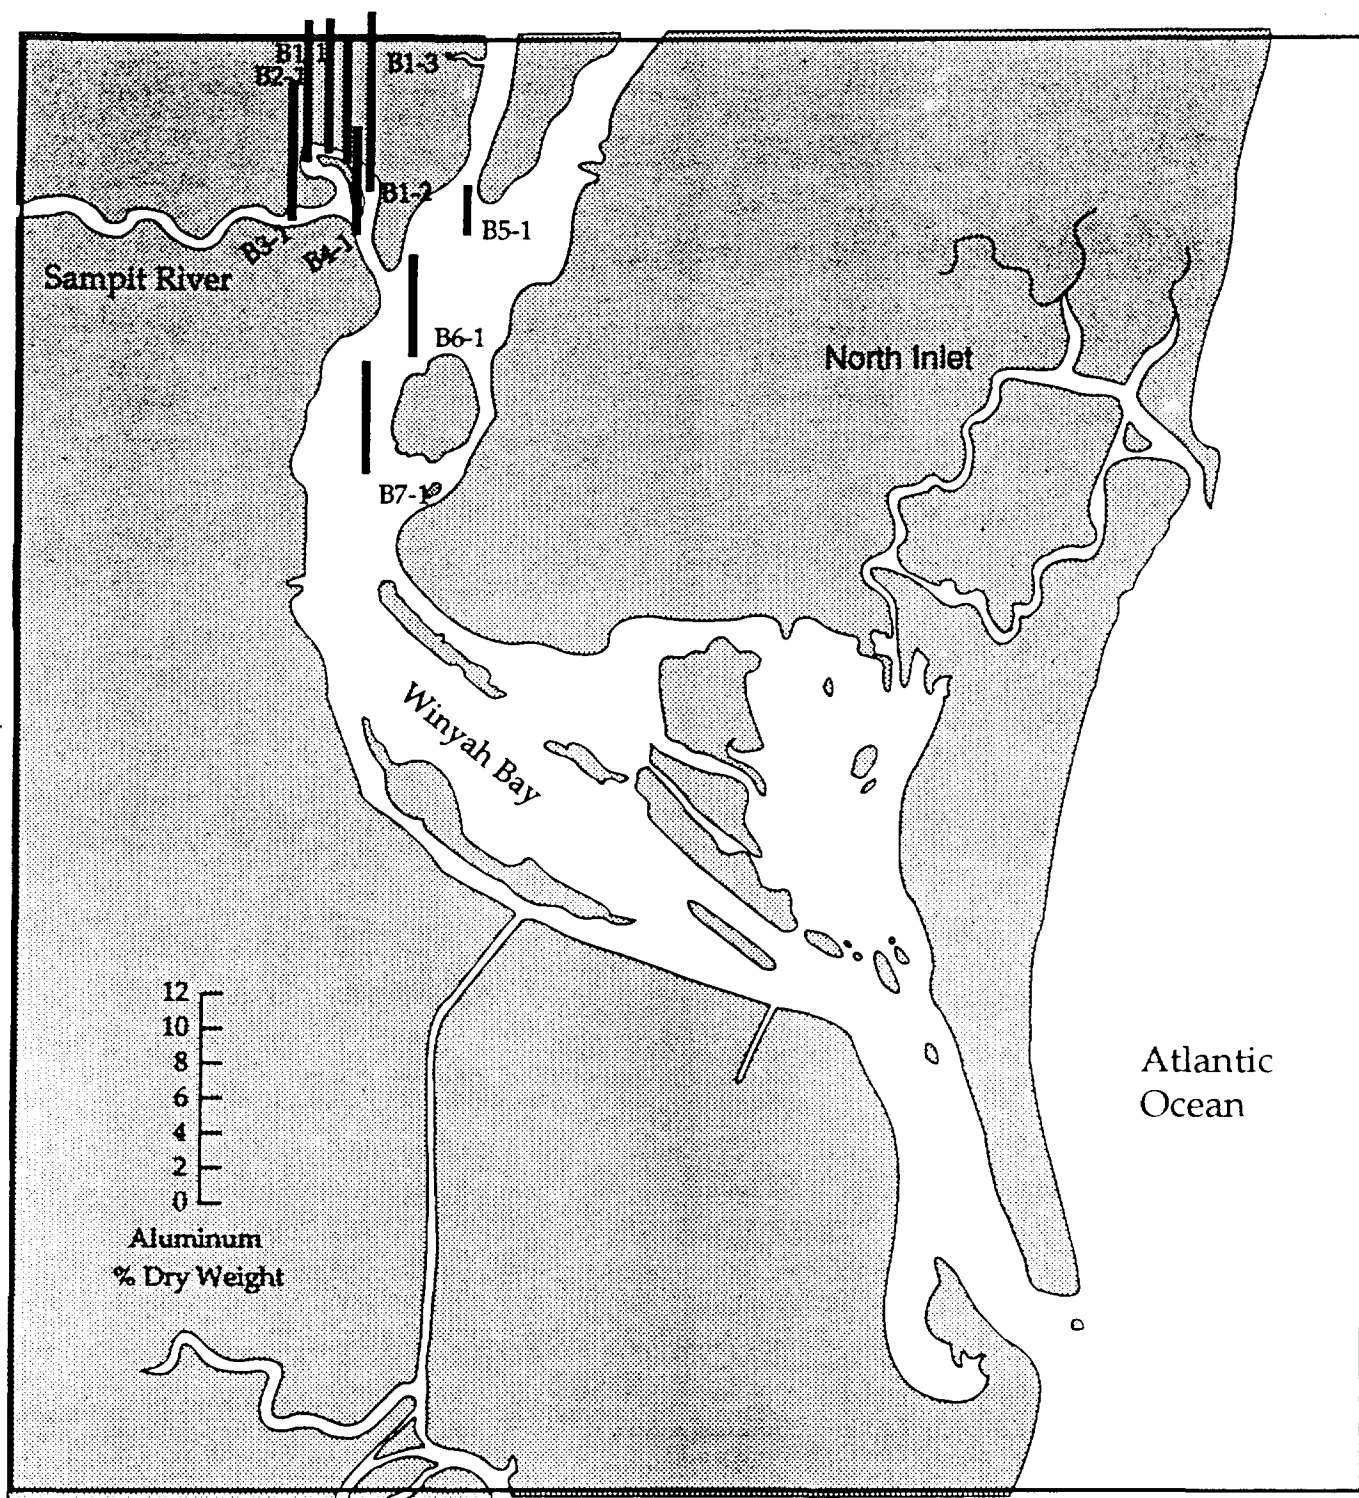 B1-1
B2-1
B1-3
B1-2
B5-1
B3-1
B4-1
Sampit River
B6-1
North Inlet
B7-1
Winyah Bay
12
10
8
6
4
2
0
Aluminum
% Dry Weight
Atlantic
Ocean